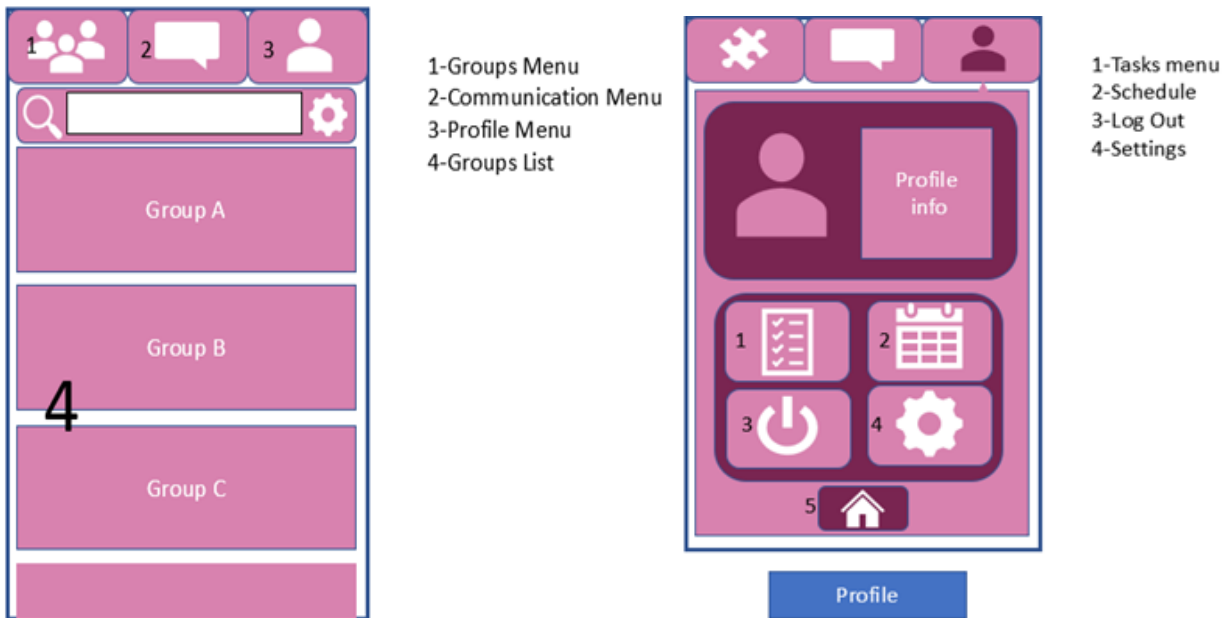 1
2
3
Group A
Group B
4
Group C
1-Groups Menu
2-Communication Menu
3-Profile Menu
4-Groups List
Profile
info
1
2
3
4
5
Profile
1-Tasks menu
2-Schedule
3-Log Out
4-Settings